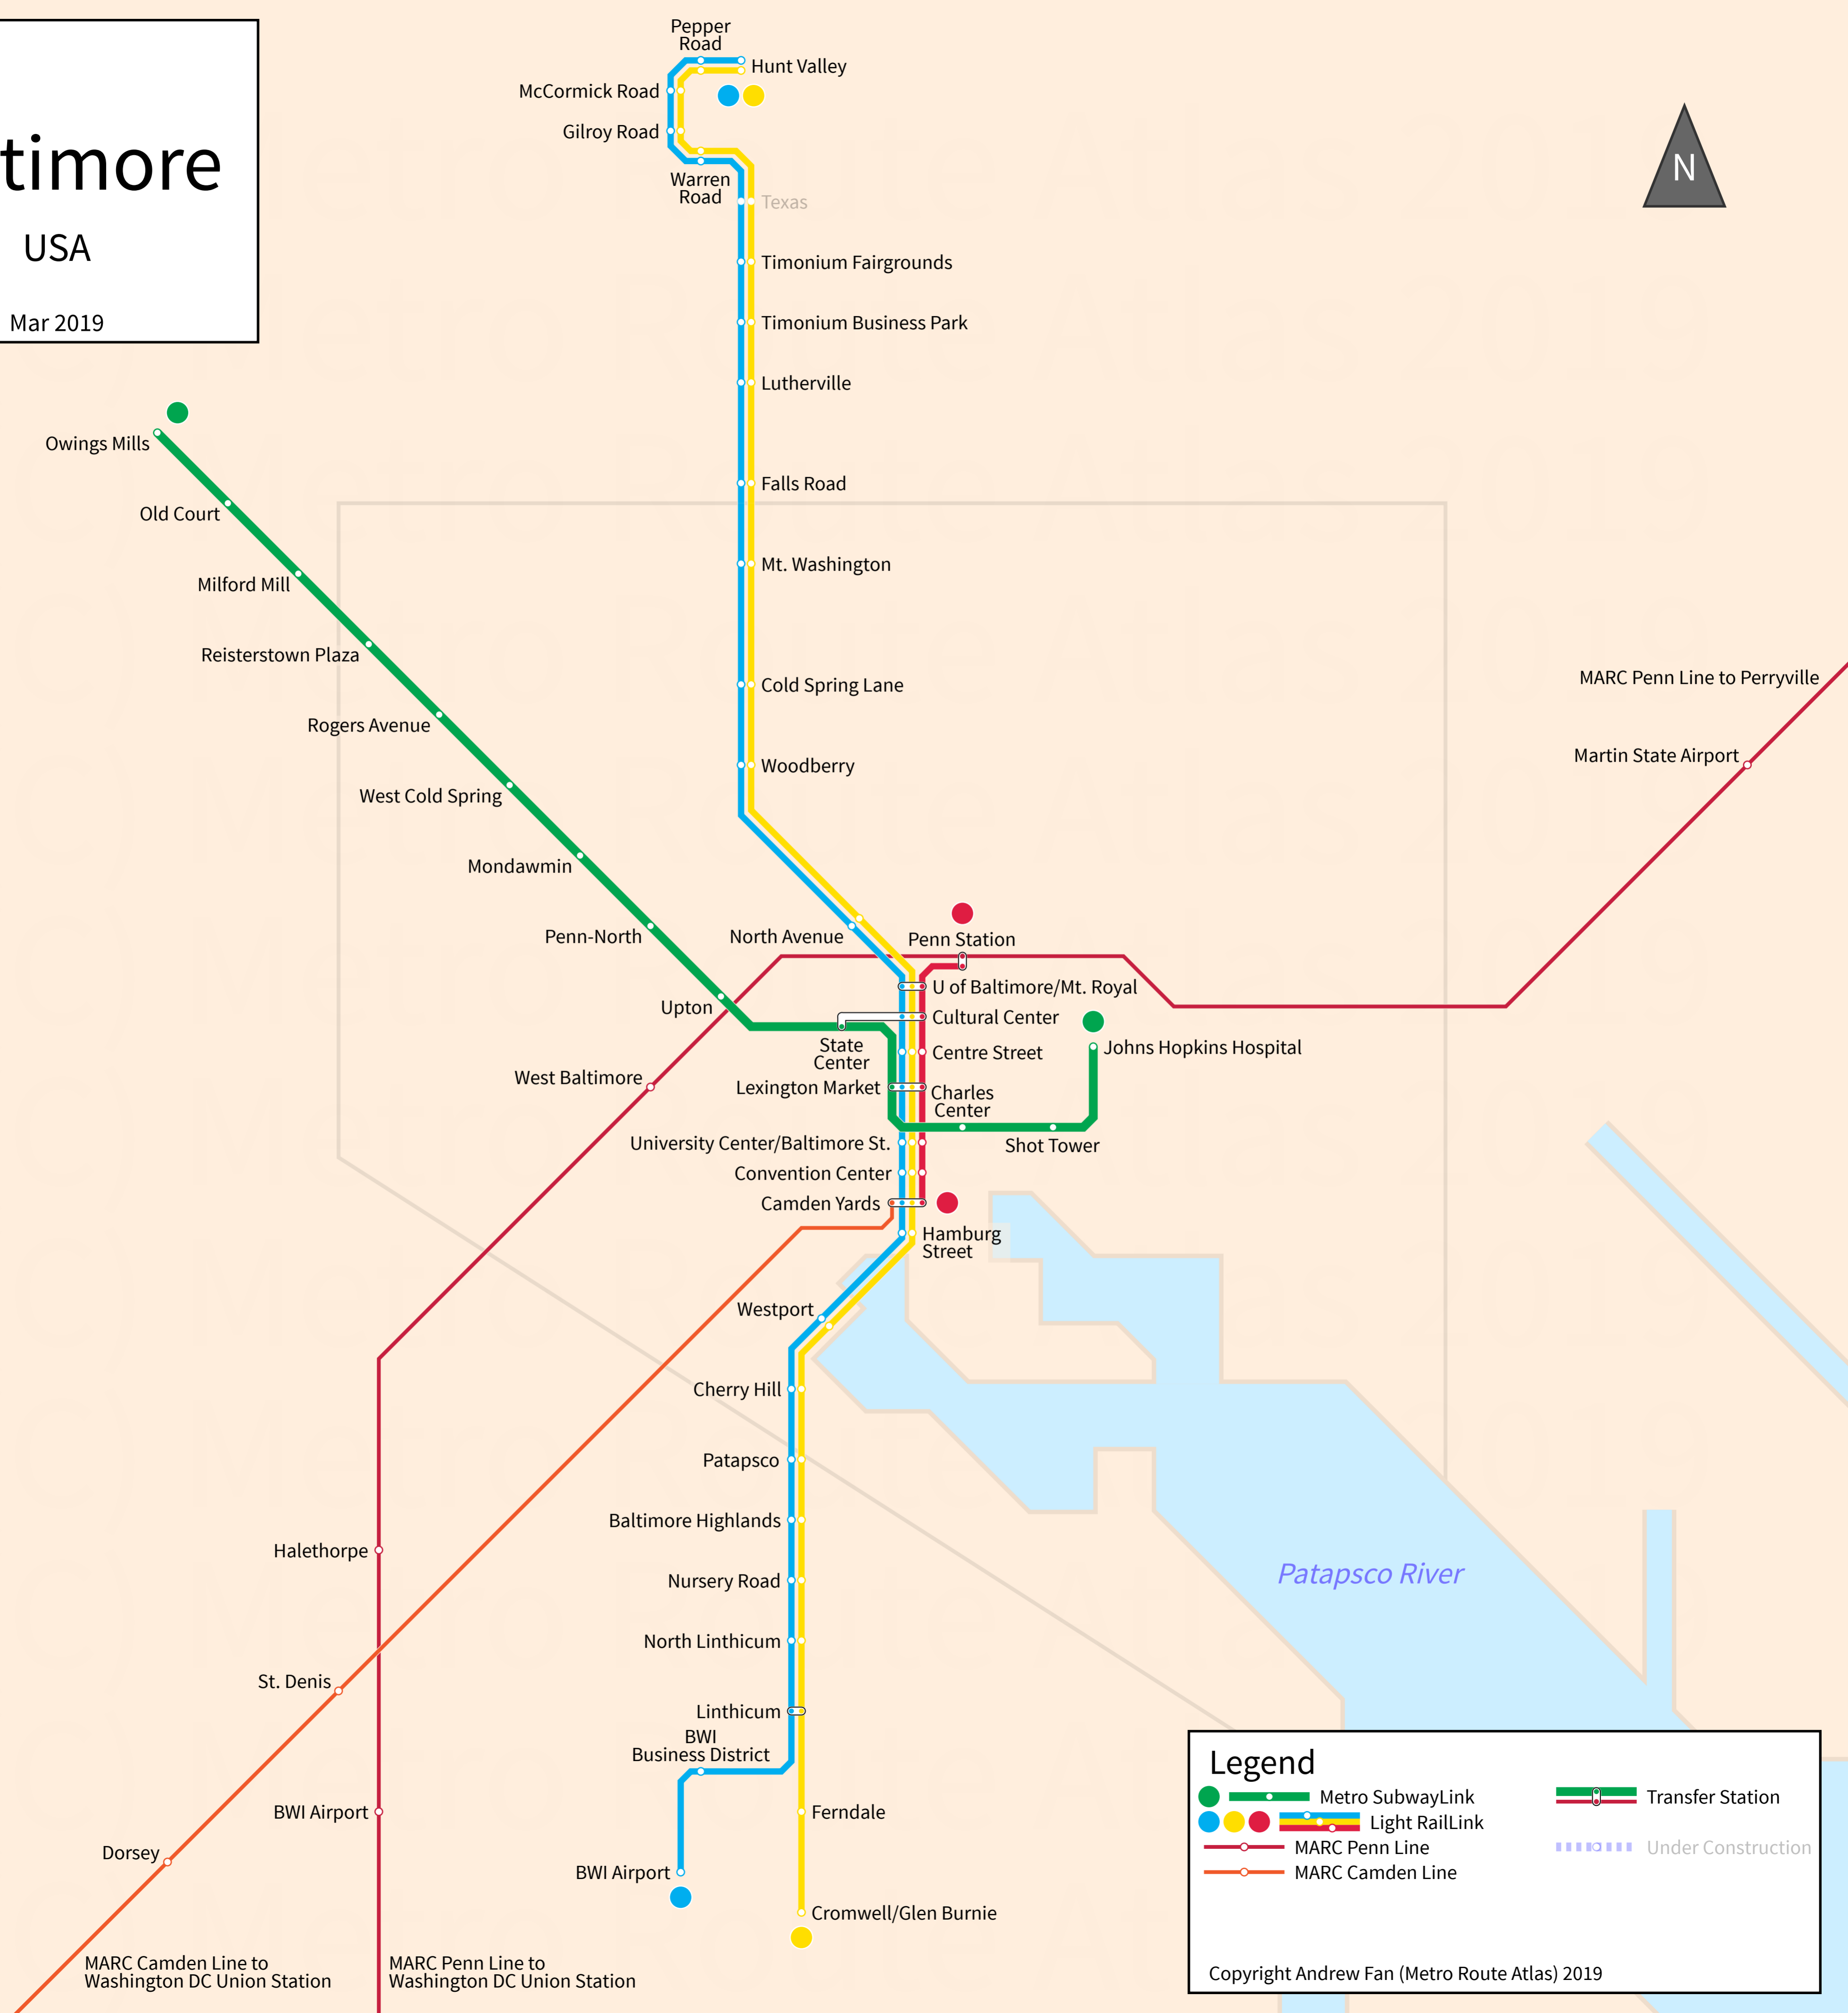 timore
USA
Mar 2019
Pepper
Road
Hunt Valley
McCormick Road
Gilroy Road
Warren
Road
Texas
Timonium Fairgrounds
Timonium Business Park
Lutherville
Falls Road
Mt. Washington
Cold Spring Lane
Woodberry
N
Owings Mills
Old Court
Milford Mill
Reisterstown Plaza
Rogers Avenue
West Cold Spring
Mondawmin
Penn-North
Upton
MARC Penn Line to Perryville
Martin State Airport
North Avenue
Penn Station
U of Baltimore/Mt. Royal
Cultural Center
State
Center
Centre Street
Johns Hopkins Hospital
West Baltimore
Lexington Market
Charles
Center
University Center/Baltimore St.
Shot Tower
Convention Center
Camden Yards
Hamburg
Street
Westport
Cherry Hill
Patapsco
Baltimore Highlands
Nursery Road
North Linthicum
Linthicum
BWI
Business District
BWI Airport
Ferndale
Cromwell/Glen Burnie
Halethorpe
St. Denis
BWI Airport
Dorsey
MARC Camden Line to
Washington DC Union Station
MARC Penn Line to
Washington DC Union Station
Patapsco River
Legend
Metro SubwayLink
Transfer Station
Light RailLink
MARC Penn Line
Under Construction
MARC Camden Line
Copyright Andrew Fan (Metro Route Atlas) 2019